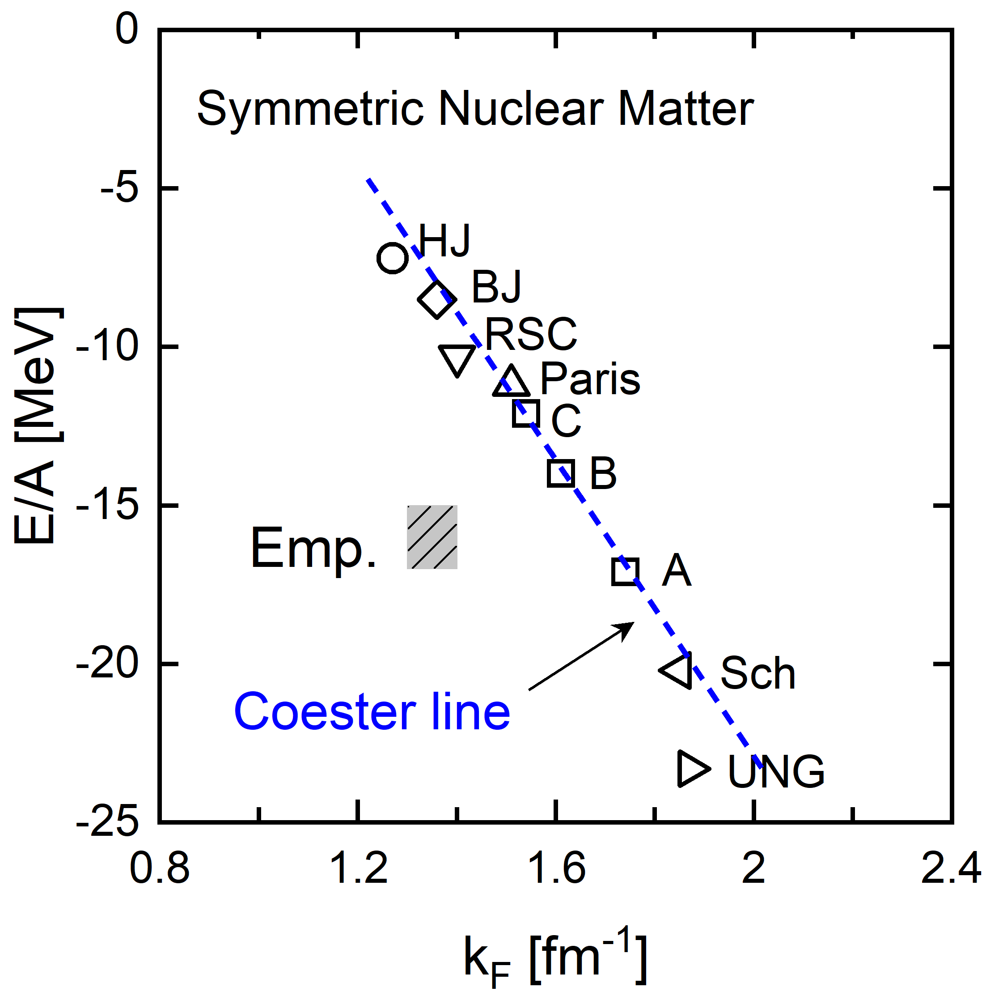 0
Symmetric Nuclear Matter
-5
HJ
BJ
RSC
-10
Paris
C
B
-15
Emp.
A
-20
Sch
Coester line
UNG
-25
E/A [MeV]
0.8 1.2 1.6 2 2.4
k_F [fm^-1]